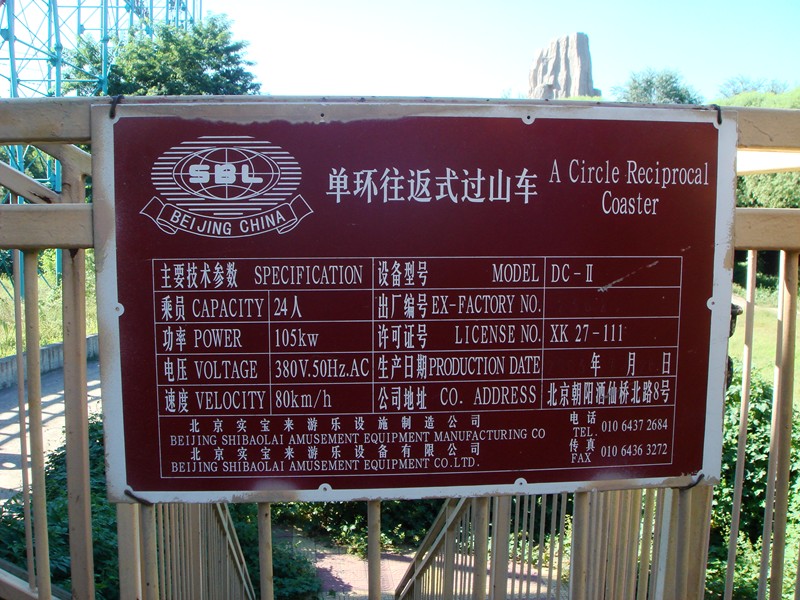 SBL
BEIJING CHINA
单环往返式过山车 A Circle Reciprocal
Coaster
主要技术参数 SPECIFICATION 设备型号 MODEL DC-Ⅱ
乘员 CAPACITY 24人 出厂编号 EX-FACTORY NO.
功率 POWER 105kw 许可证号 LICENSE NO. XK 27-111
电压 VOLTAGE 380V.50Hz.AC 生产日期 PRODUCTION DATE 年 月 日
速度 VELOCITY 80km/h 公司地址 CO. ADDRESS 北京朝阳酒仙桥北路8号
北京实宝来游乐设施制造公司
BEIJING SHIBAOLAI AMUSEMENT EQUIPMENT MANUFACTURING CO
北京实宝来游乐设备有限公司
BEIJING SHIBAOLAI AMUSEMENT EQUIPMENT CO.LTD.
电话
TEL 010 6437 2684
传真
FAX 010 6436 3272